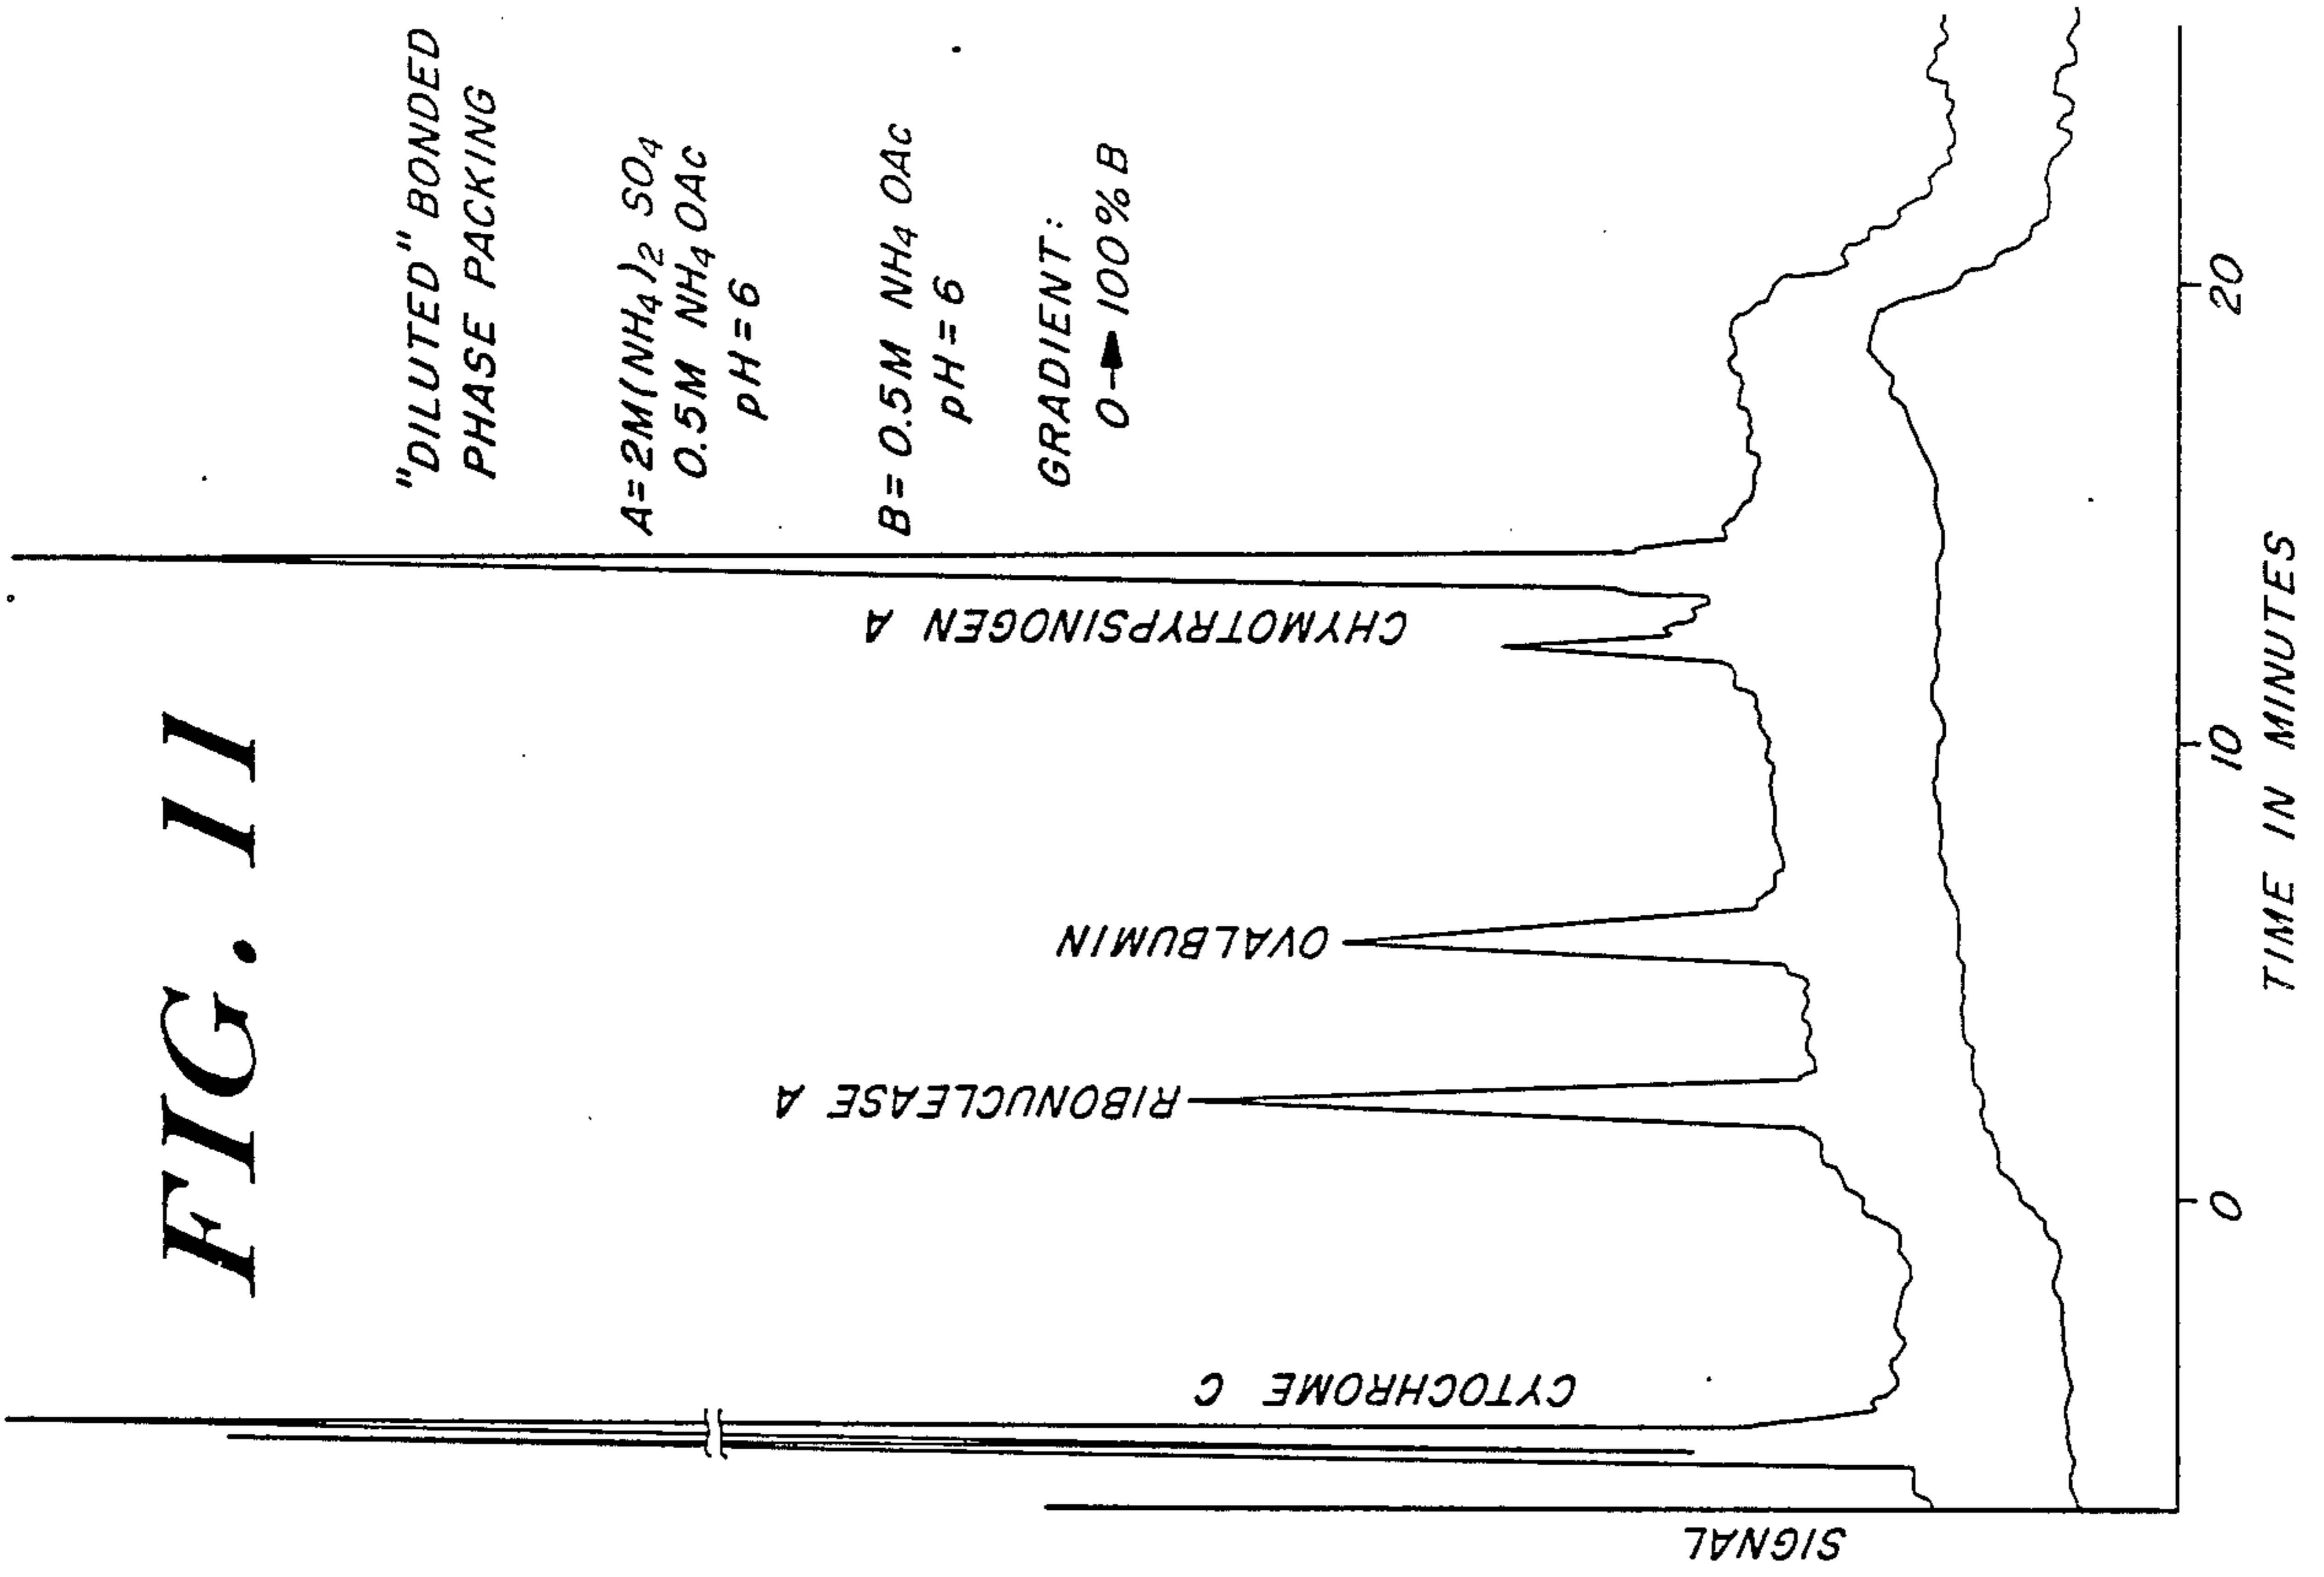 FIG. 11
"DILUTED" BONDED
PHASE PACKING
A=2M(NH4)2 SO4
0.5M NH4 OAc
pH=6
B= 0.5M NH4 OAc
pH=6
GRADIENT:
0→100% B
CYTOCHROME C
RIBONUCLEASE A
OVALBUMIN
CHYMOTRYPSINOGEN A
SIGNAL
0
10
20
TIME IN MINUTES